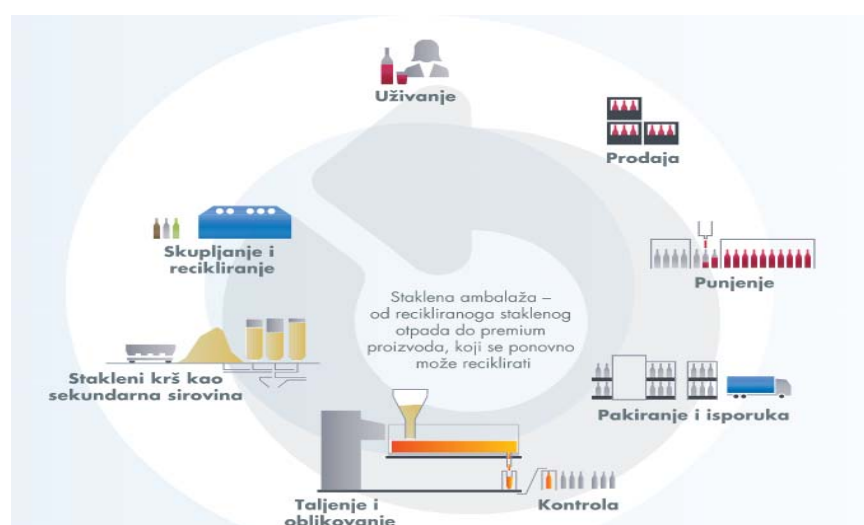 Uživanje
Prodaja
Punjenje
Pakiranje i isporuka
Kontrola
Taljenje i
oblikovanje
Stakleni krš kao
sekundarna sirovina
Skupljanje i
recikliranje
Staklena ambalaža –
od recikliranoga staklenog
otpada do premium
proizvoda, koji se ponovno
može reciklirati